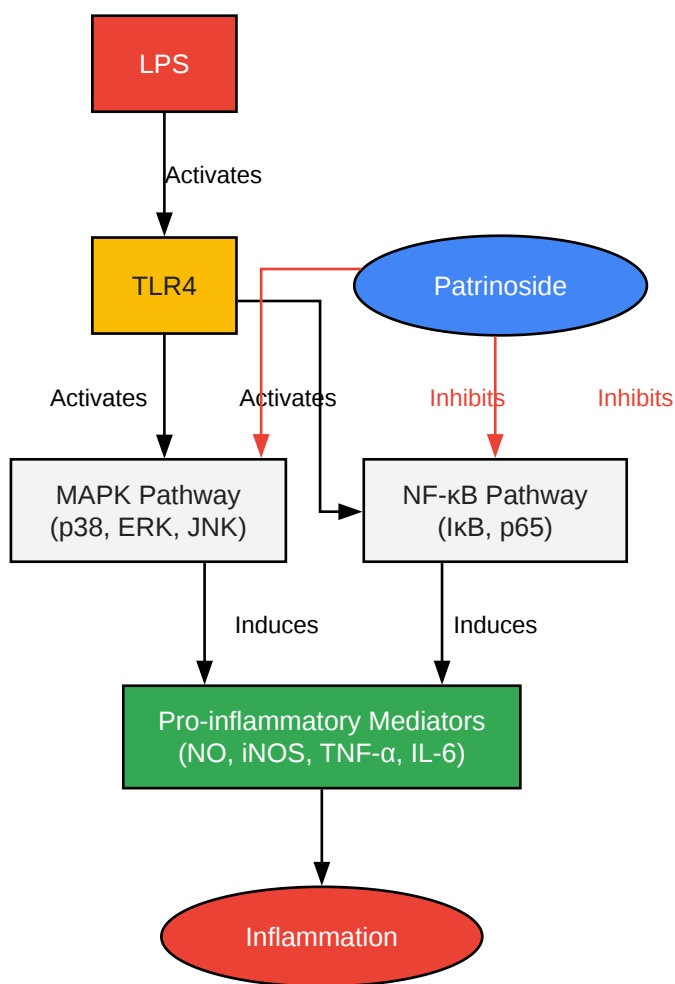 LPS
Activates
TLR4
Patrinoside
Activates
Activates
Inhibits
Inhibits
MAPK Pathway
(p38, ERK, JNK)
NF-κB Pathway
(IκB, p65)
Induces
Induces
Pro-inflammatory Mediators
(NO, iNOS, TNF-α, IL-6)
Inflammation